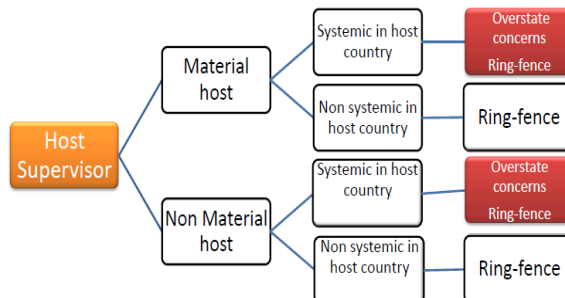 Host
Supervisor
Material
host
Systemic in host
country
Overstate
concerns
Ring-fence
Non systemic in
host country
Ring-fence
Non Material
host
Systemic in host
country
Overstate
concerns
Ring-fence
Non systemic in
host country
Ring-fence